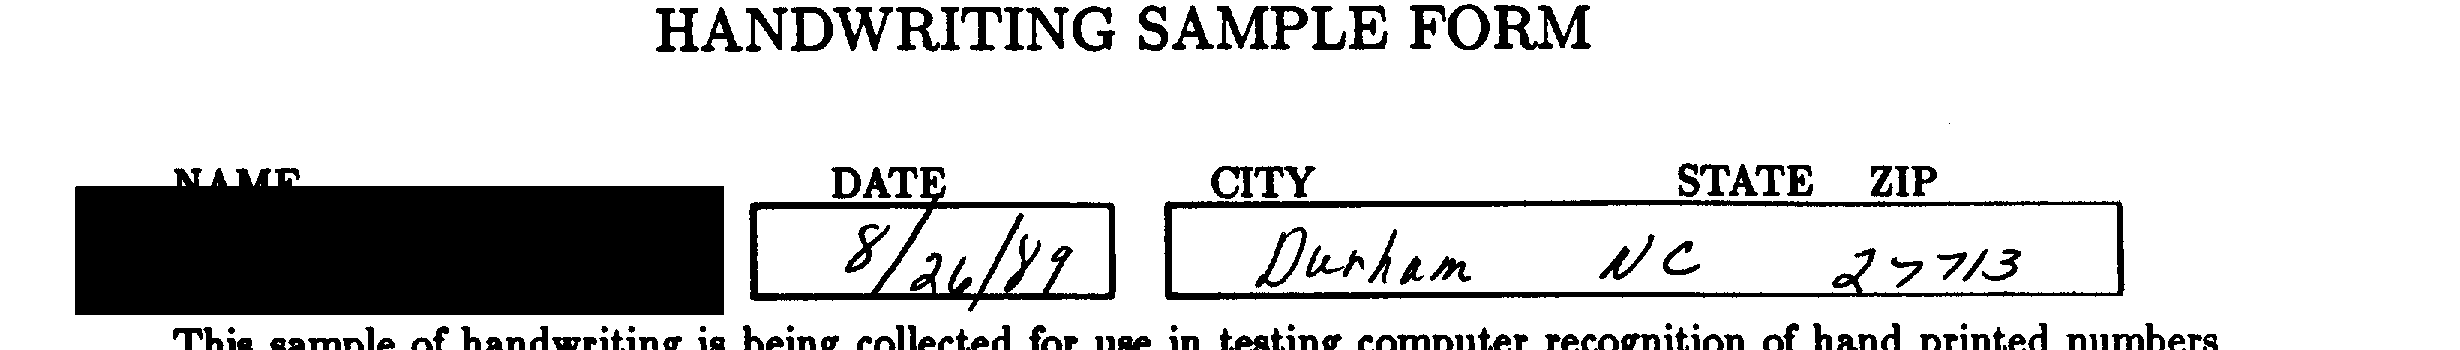 HANDWRITING SAMPLE FORM
NAME DATE CITY STATE ZIP
8/26/89 Durham NC 27713
This sample of handwriting is being collected for use in testing computer recognition of hand printed numbers